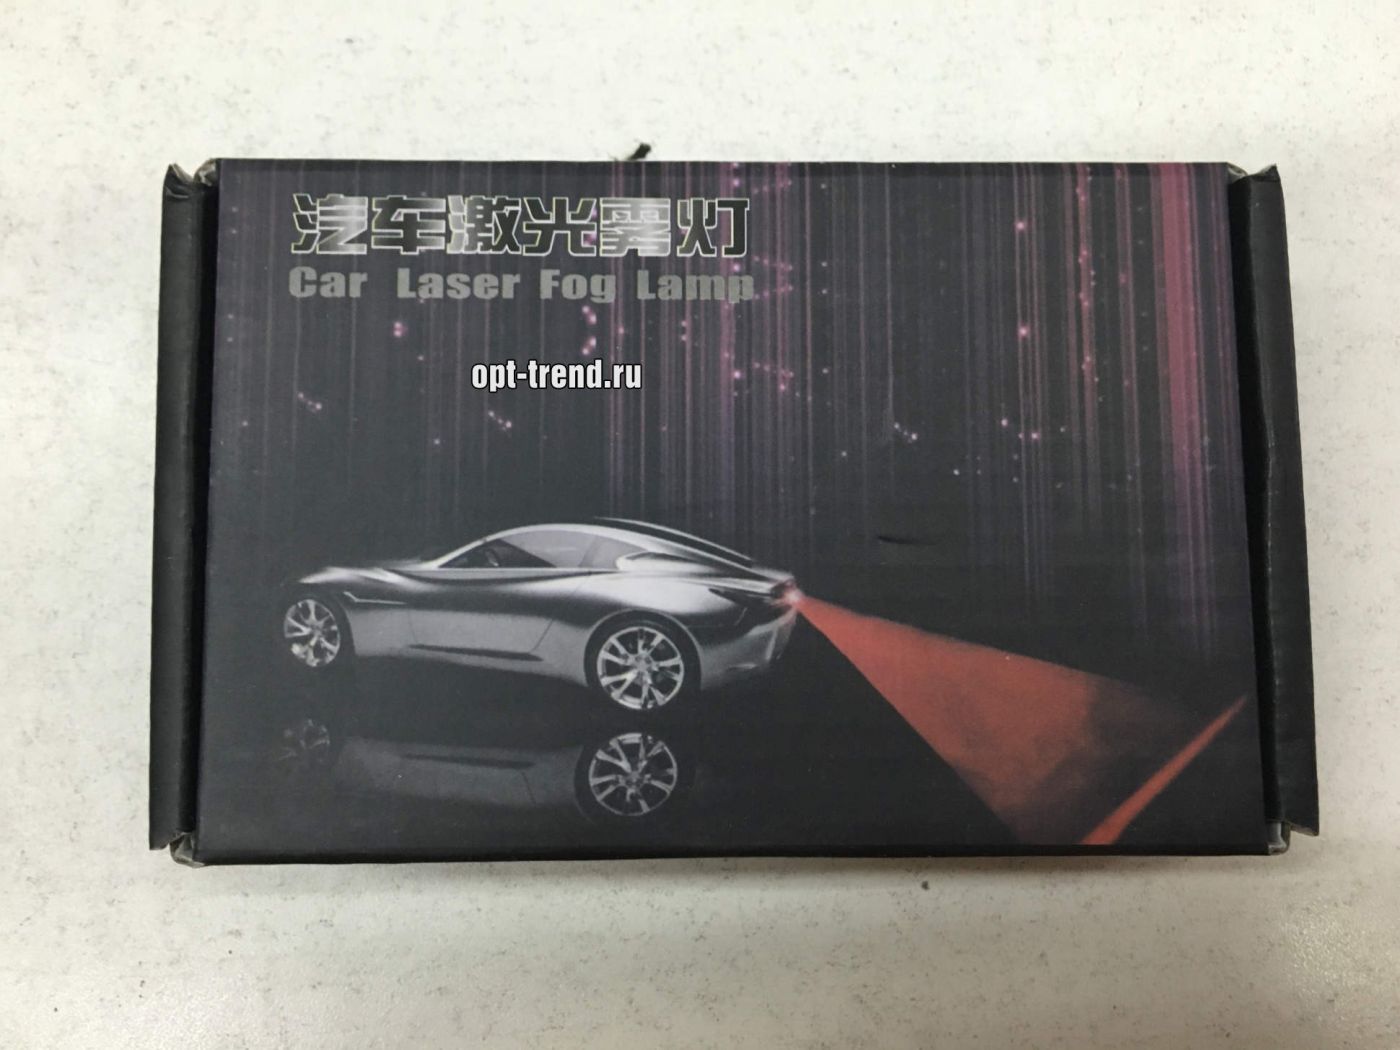 汽车激光雾灯
Car Laser Fog Lamp
opt-trend.ru